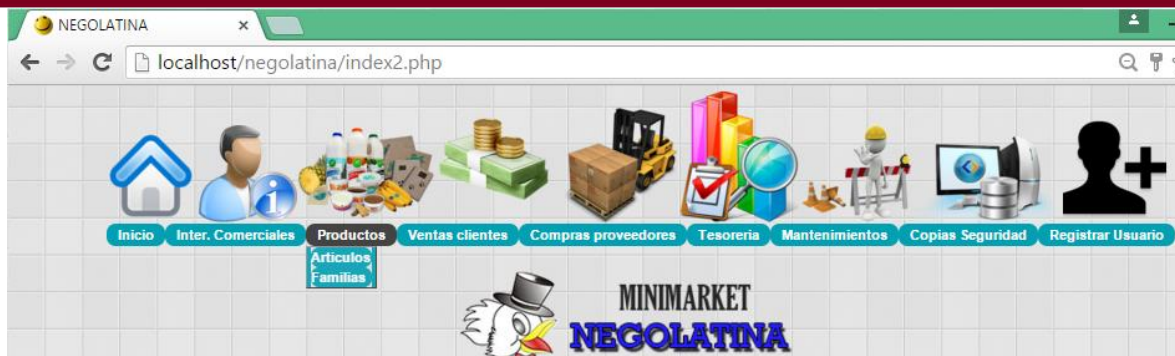 NEGOLATINA
localhost/negolatina/index2.php
Inicio Inter. Comerciales Productos Ventas clientes Compras proveedores Tesoreria Mantenimientos Copias Seguridad Registrar Usuario
Articulos
Familias
MINIMARKET
NEGOLATINA